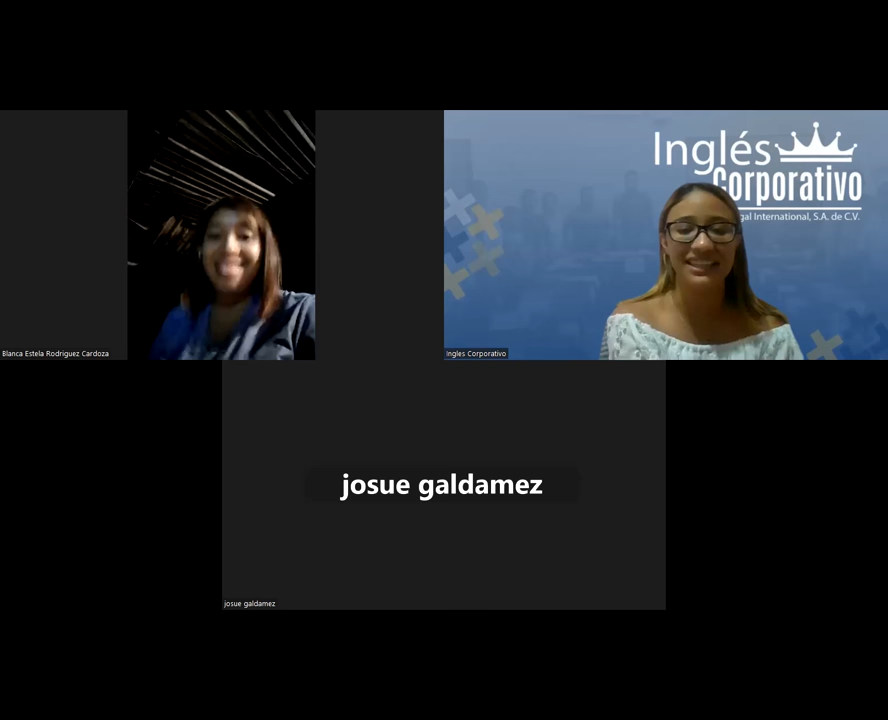 Inglés
Corporativo
gal International, S.A. de C.V.
Blanca Estela Rodriguez Cardoza
Ingles Corporativo
josue galdamez
josue galdamez